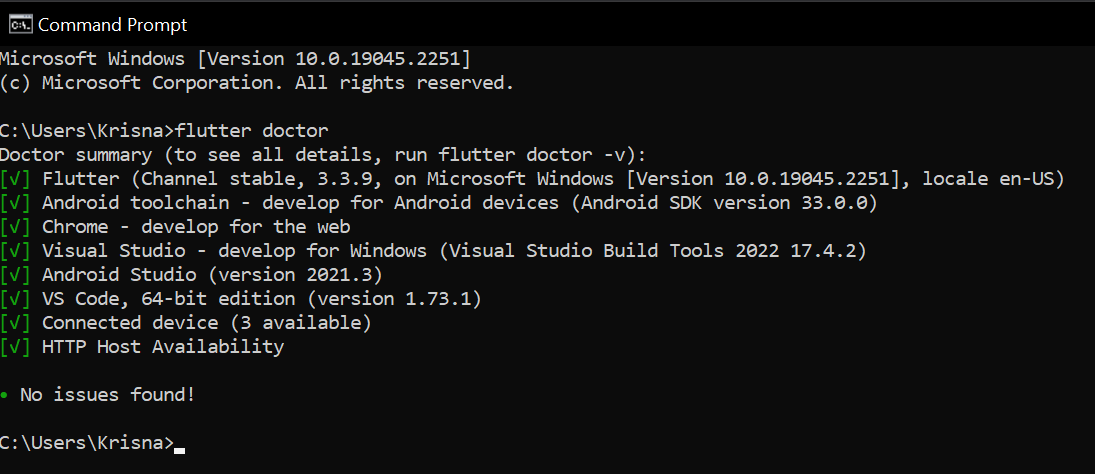 Command Prompt
Microsoft Windows [Version 10.0.19045.2251]
(c) Microsoft Corporation. All rights reserved.
C:\Users\Krisna>flutter doctor
Doctor summary (to see all details, run flutter doctor -v):
[√] Flutter (Channel stable, 3.3.9, on Microsoft Windows [Version 10.0.19045.2251], locale en-US)
[√] Android toolchain - develop for Android devices (Android SDK version 33.0.0)
[√] Chrome - develop for the web
[√] Visual Studio - develop for Windows (Visual Studio Build Tools 2022 17.4.2)
[√] Android Studio (version 2021.3)
[√] VS Code, 64-bit edition (version 1.73.1)
[√] Connected device (3 available)
[√] HTTP Host Availability
• No issues found!
C:\Users\Krisna>